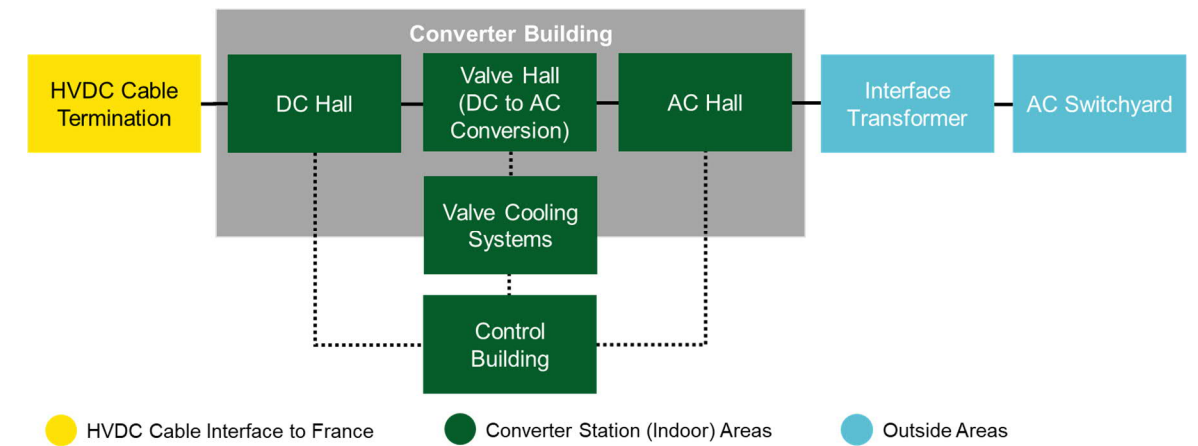 Converter Building
HVDC Cable
Termination
DC Hall
Valve Hall
(DC to AC
Conversion)
AC Hall
Interface
Transformer
AC Switchyard
Valve Cooling
Systems
Control
Building
HVDC Cable Interface to France
Converter Station (Indoor) Areas
Outside Areas